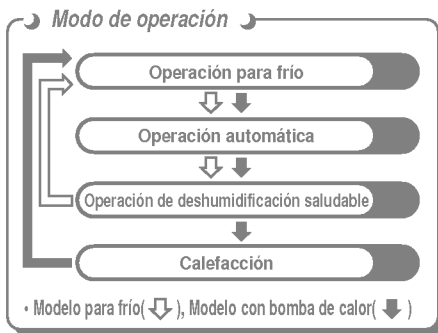 Modo de operación
Operación para frío
Operación automática
Operación de deshumidificación saludable
Calefacción
• Modelo para frío( ), Modelo con bomba de calor( )